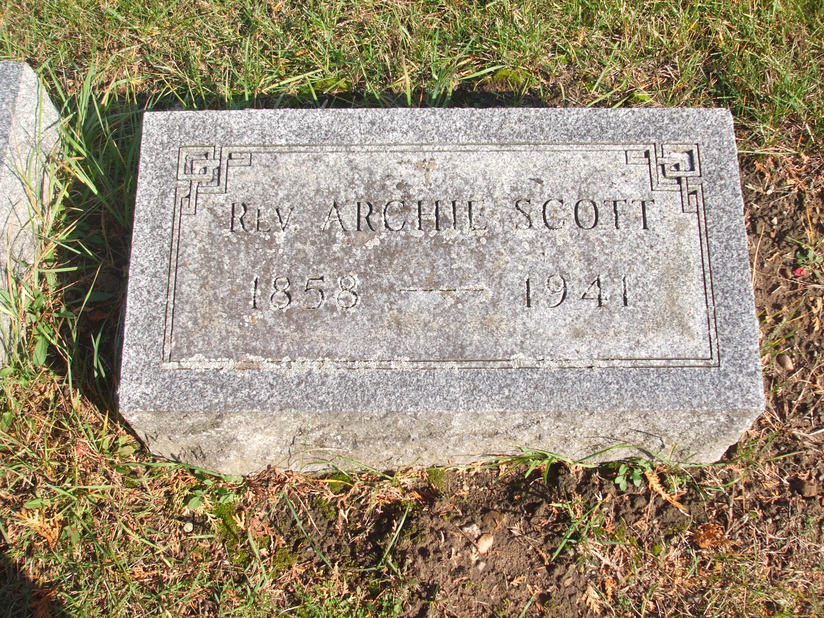 REV. ARCHIE SCOTT
1858 — 1941